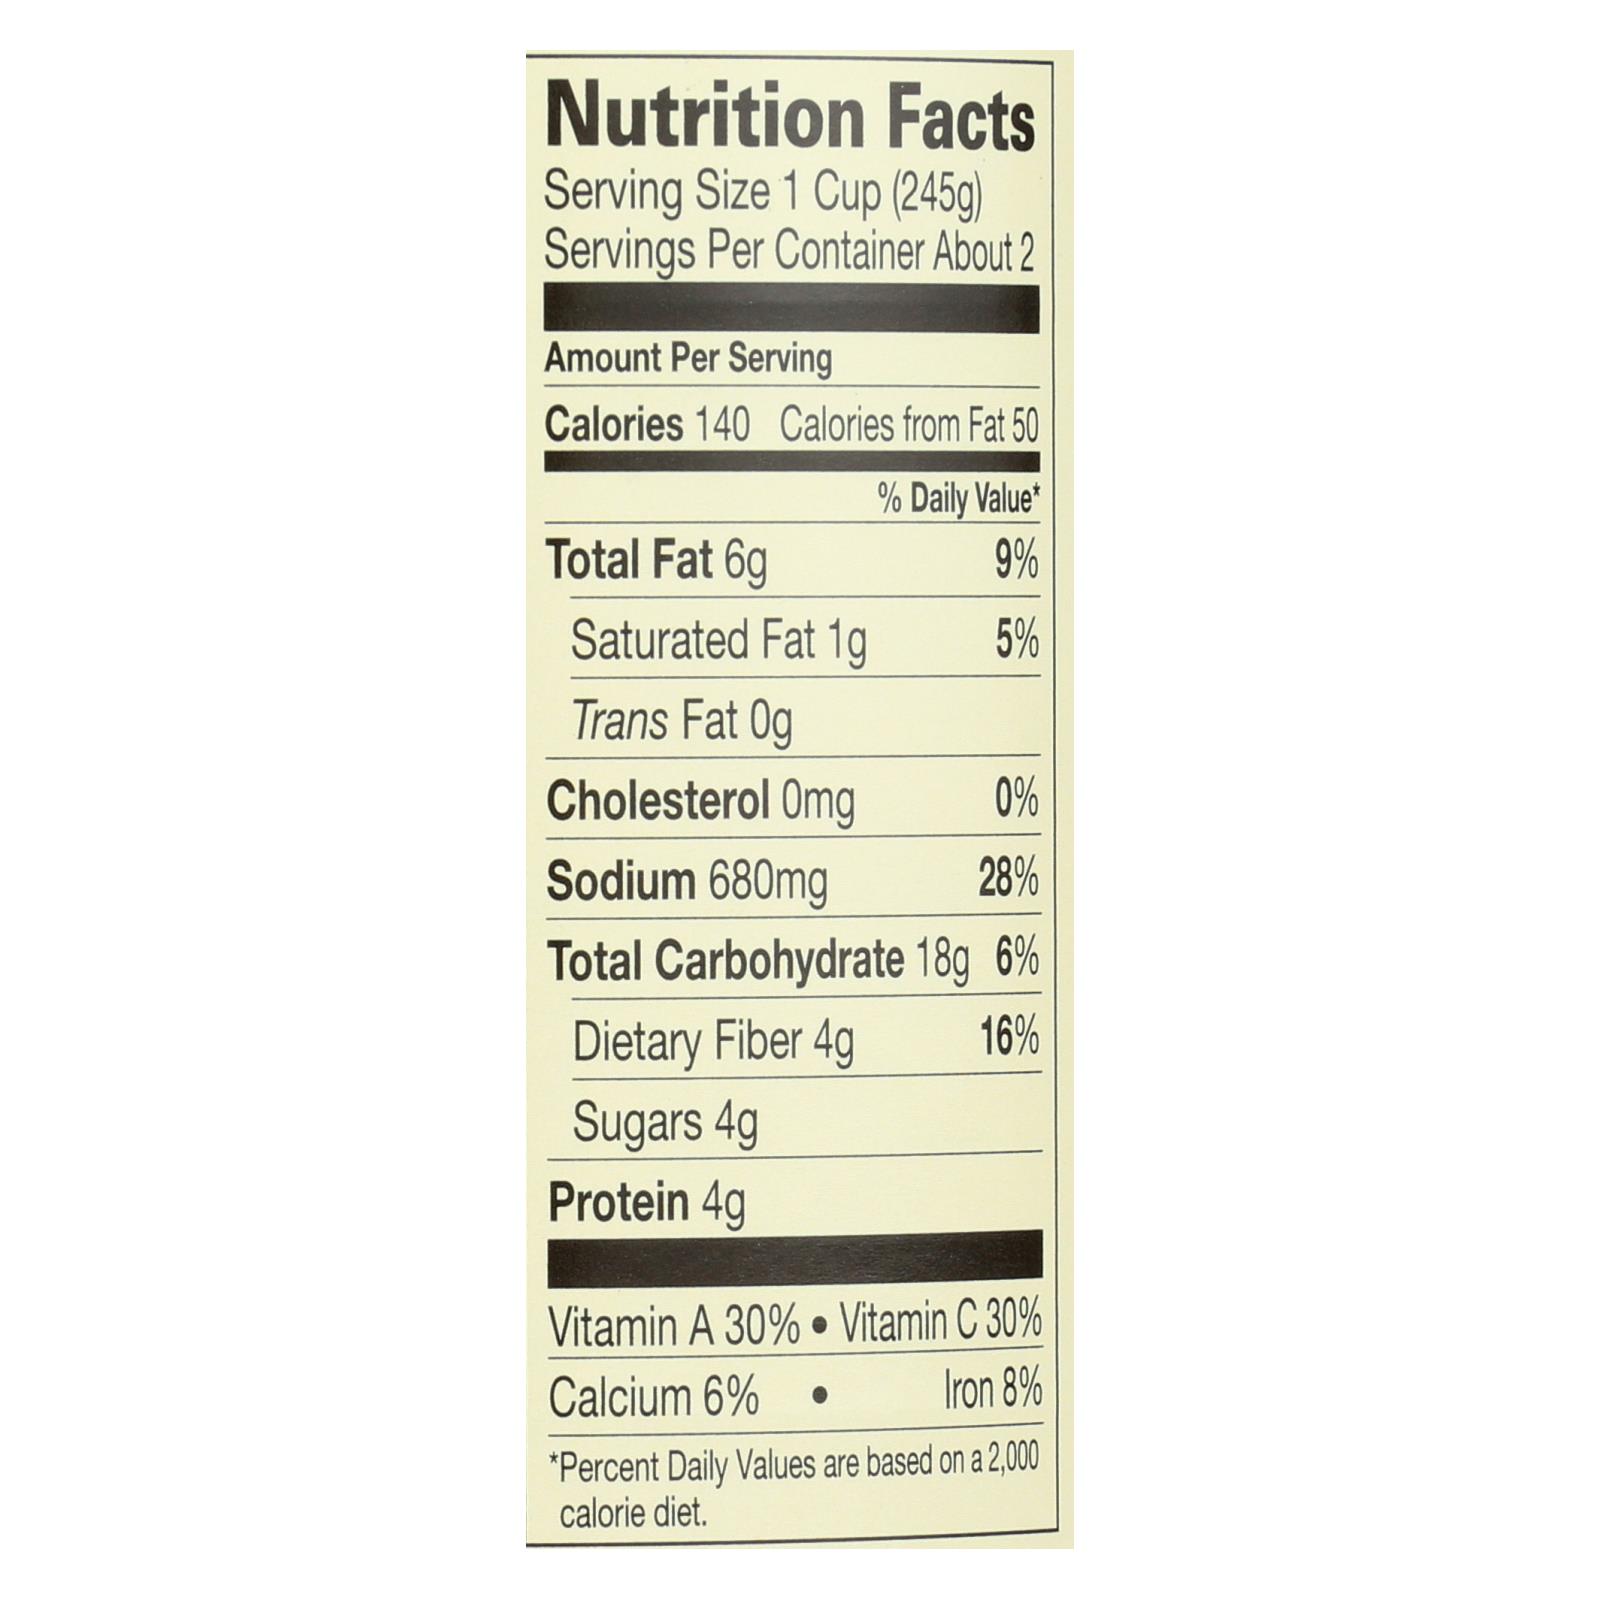 Nutrition Facts
Serving Size 1 Cup (245g)
Servings Per Container About 2
Amount Per Serving
Calories 140 Calories from Fat 50
% Daily Value*
Total Fat 6g 9%
Saturated Fat 1g 5%
Trans Fat 0g
Cholesterol 0mg 0%
Sodium 680mg 28%
Total Carbohydrate 18g 6%
Dietary Fiber 4g 16%
Sugars 4g
Protein 4g
Vitamin A 30% • Vitamin C 30%
Calcium 6% • Iron 8%
*Percent Daily Values are based on a 2,000
calorie diet.